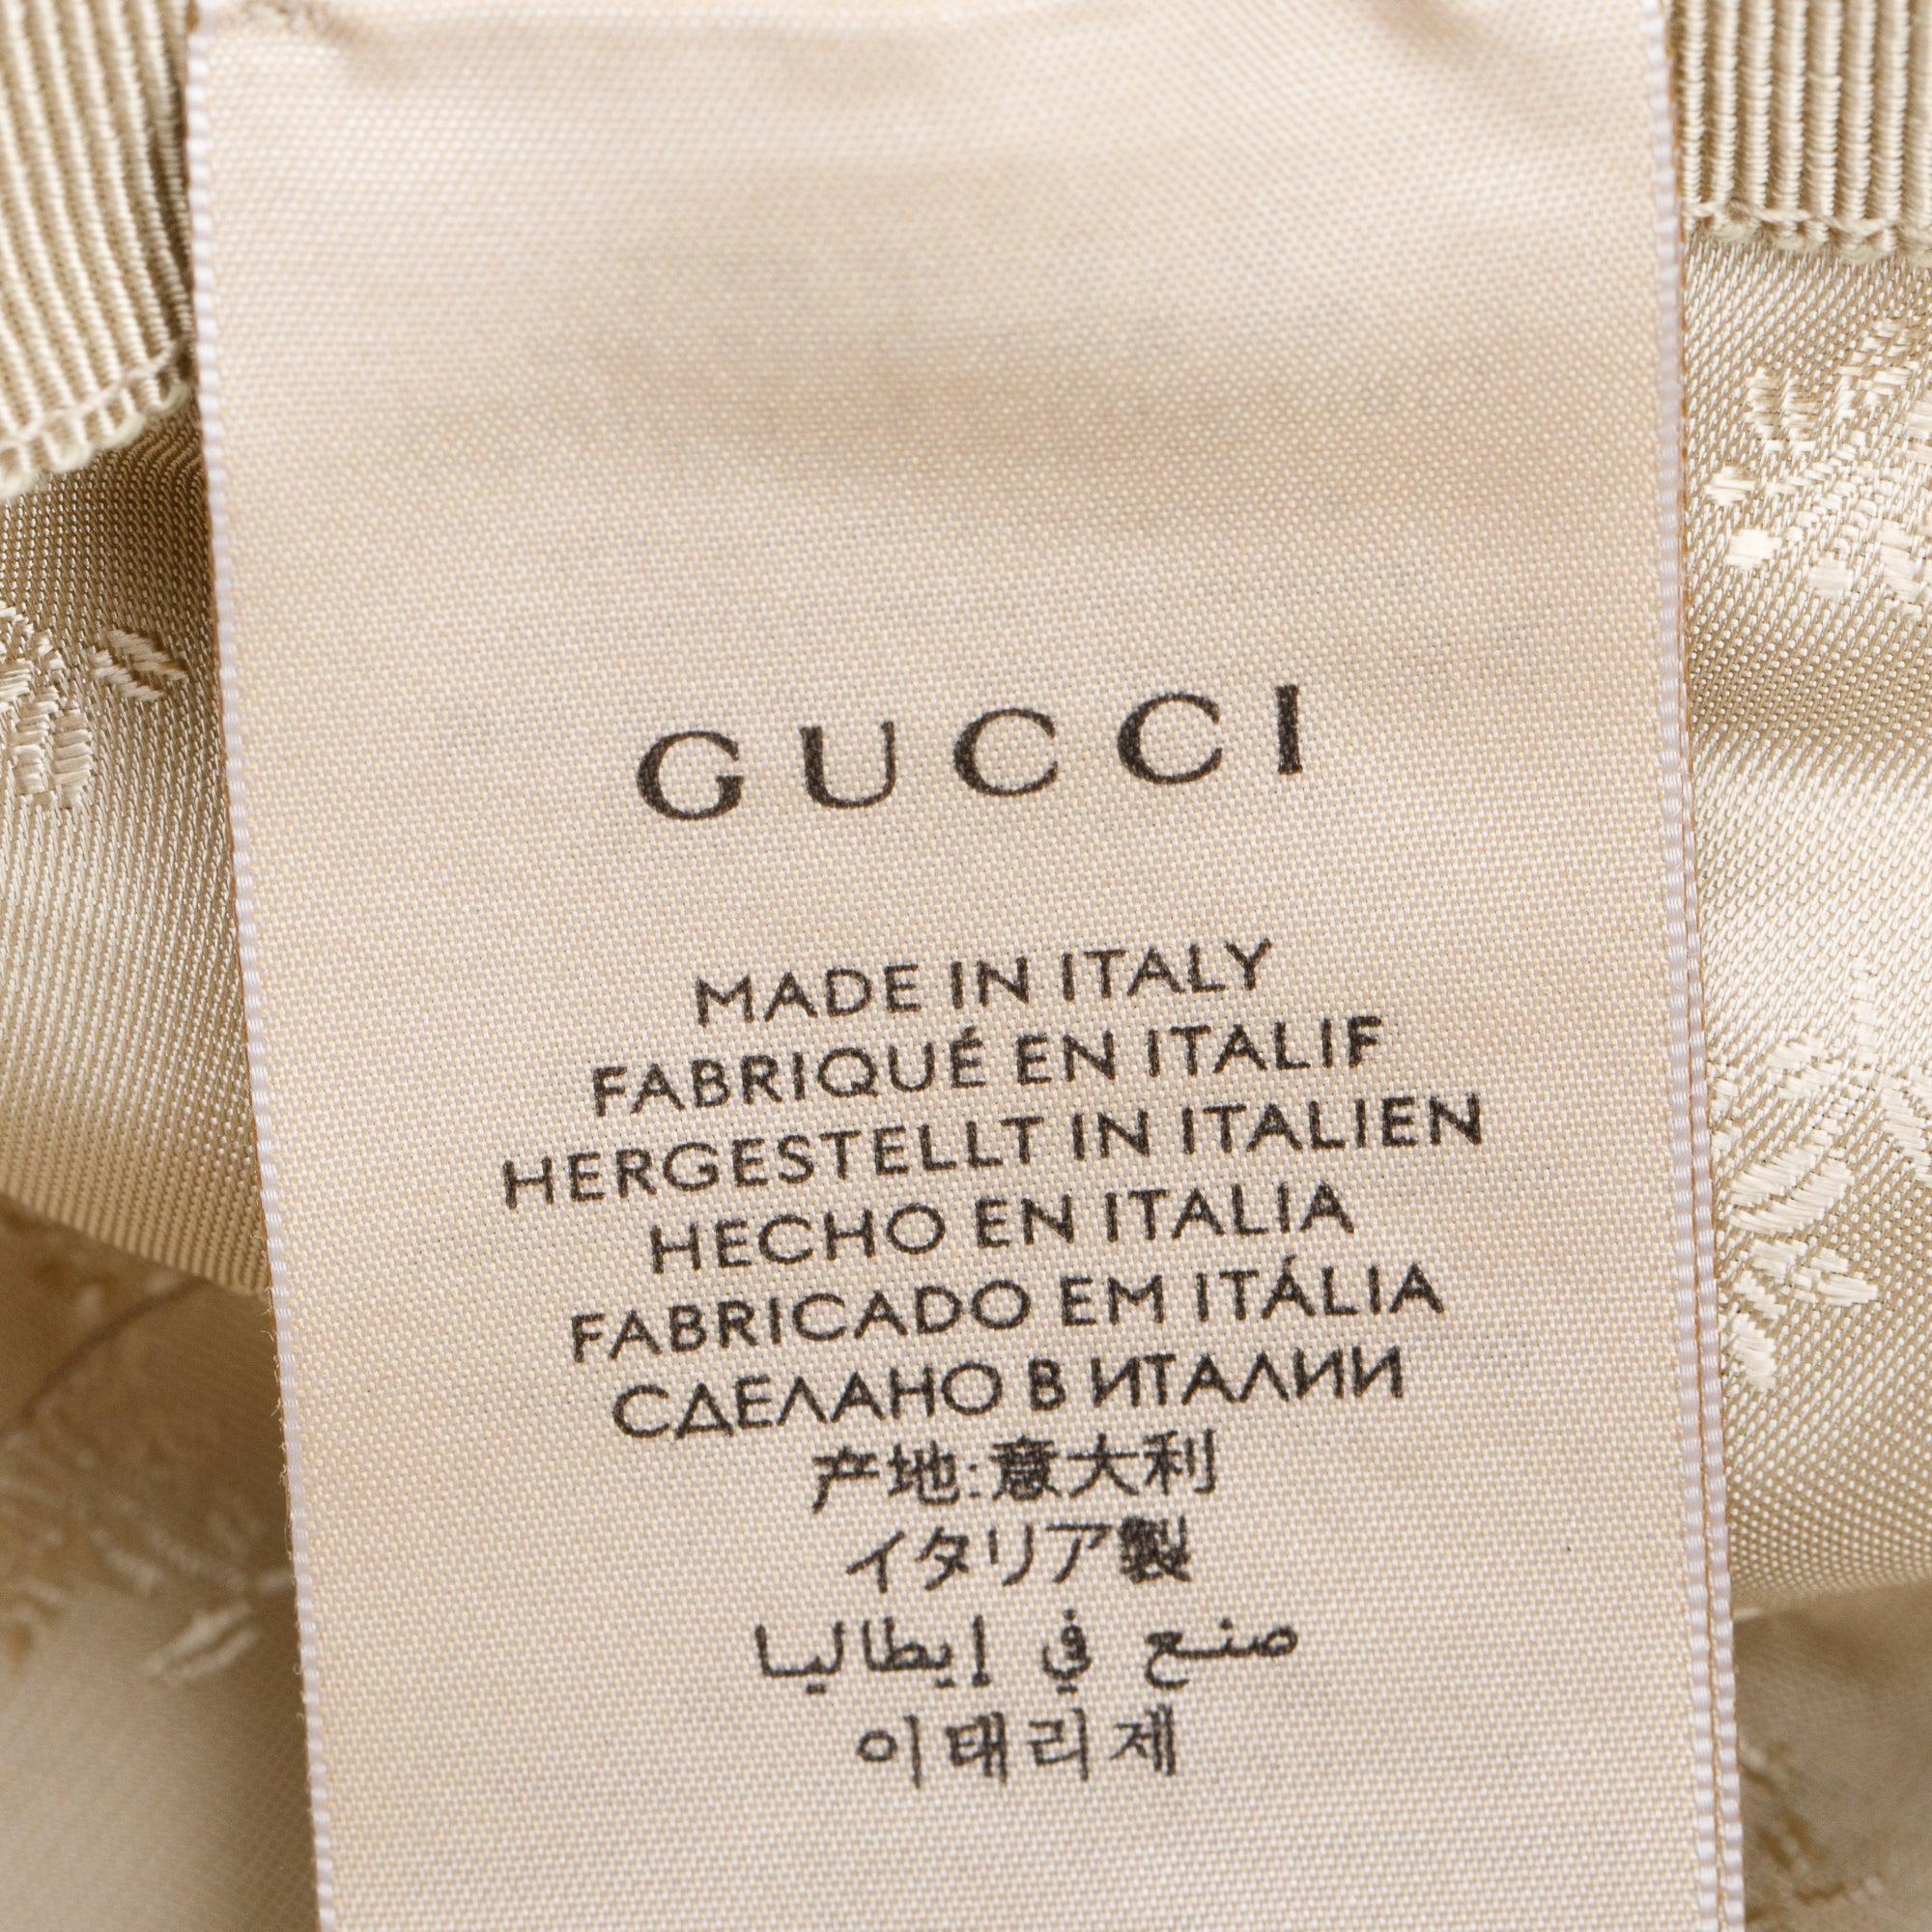 GUCCI
MADE IN ITALY
FABRIQUÉ EN ITALIF
HERGESTELLT IN ITALIEN
HECHO EN ITALIA
FABRICADO EM ITÁLIA
СДЕЛАНО В ИТАЛИИ
产地:意大利
イタリア製
صنع في إيطاليا
이태리제